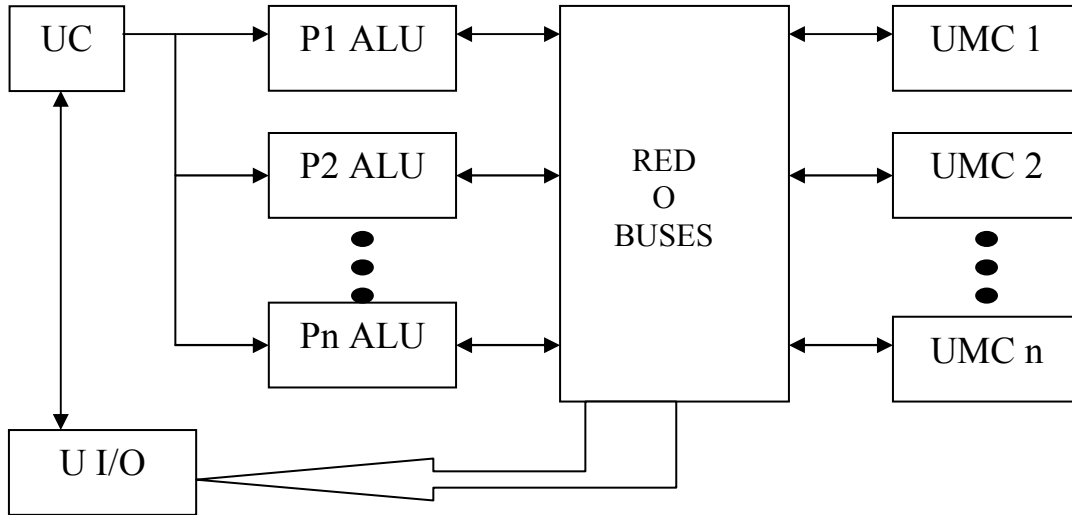 UC
P1 ALU
UMC 1
P2 ALU
RED
O
BUSES
UMC 2
Pn ALU
UMC n
U I/O